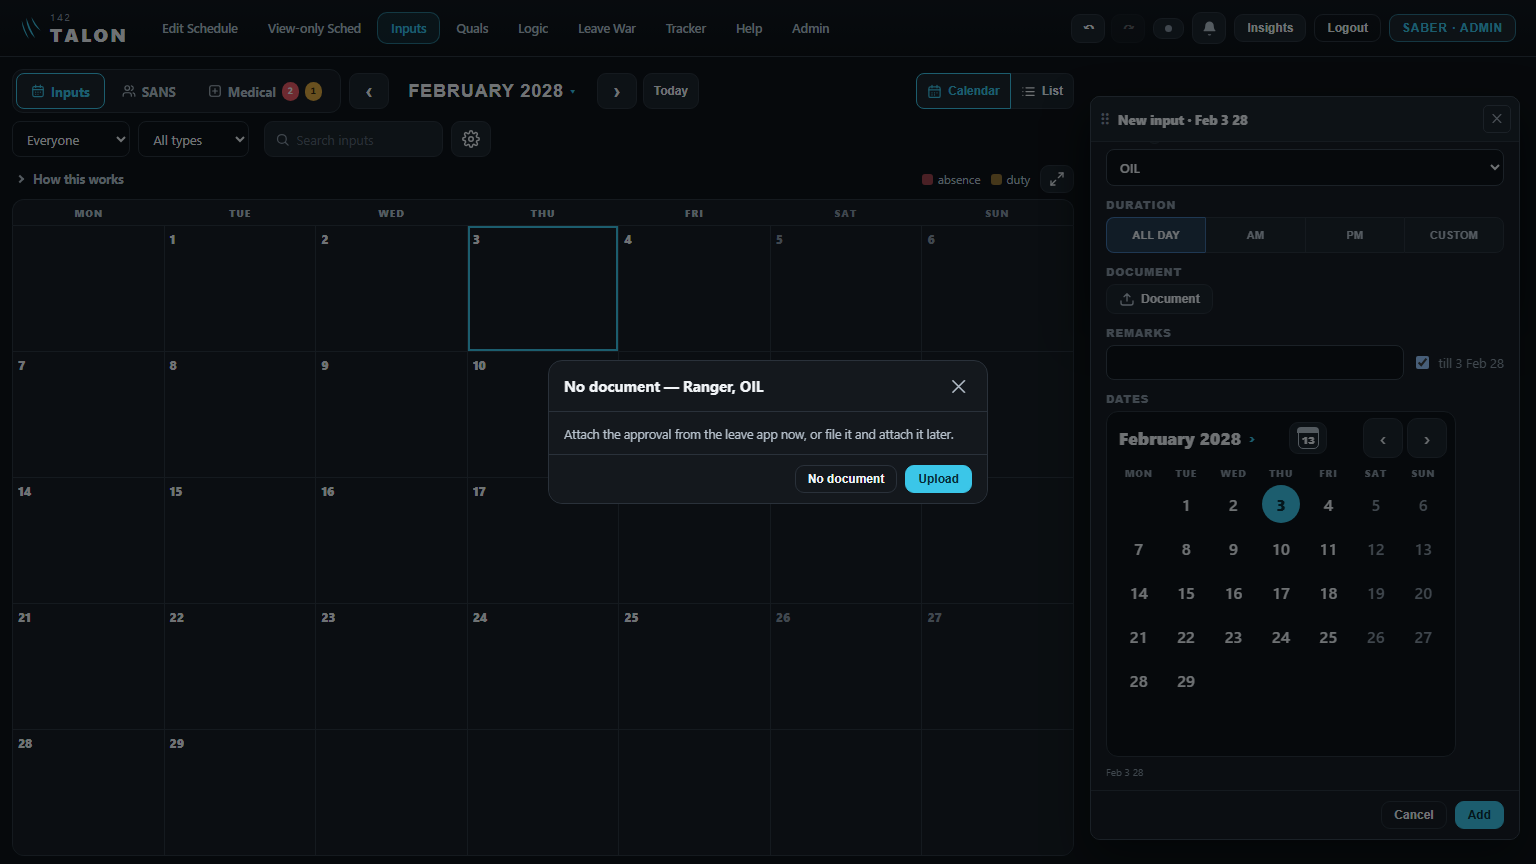 142
TALON
Edit Schedule
View-only Sched
Inputs
Quals
Logic
Leave War
Tracker
Help
Admin
Insights
Logout
SABER · ADMIN
Inputs
SANS
Medical 2 1
FEBRUARY 2028
Today
Calendar
List
Everyone
All types
Search inputs
How this works
absence
duty
MON TUE WED THU FRI SAT SUN
1 2 3 4 5 6
7 8 9 10
14 15 16 17
21 22 23 24 25 26 27
28 29
No document — Ranger, OIL
Attach the approval from the leave app now, or file it and attach it later.
No document
Upload
New input · Feb 3 28
OIL
DURATION
ALL DAY AM PM CUSTOM
DOCUMENT
Document
REMARKS
till 3 Feb 28
DATES
February 2028
13
MON TUE WED THU FRI SAT SUN
1 2 3 4 5 6
7 8 9 10 11 12 13
14 15 16 17 18 19 20
21 22 23 24 25 26 27
28 29
Feb 3 28
Cancel
Add